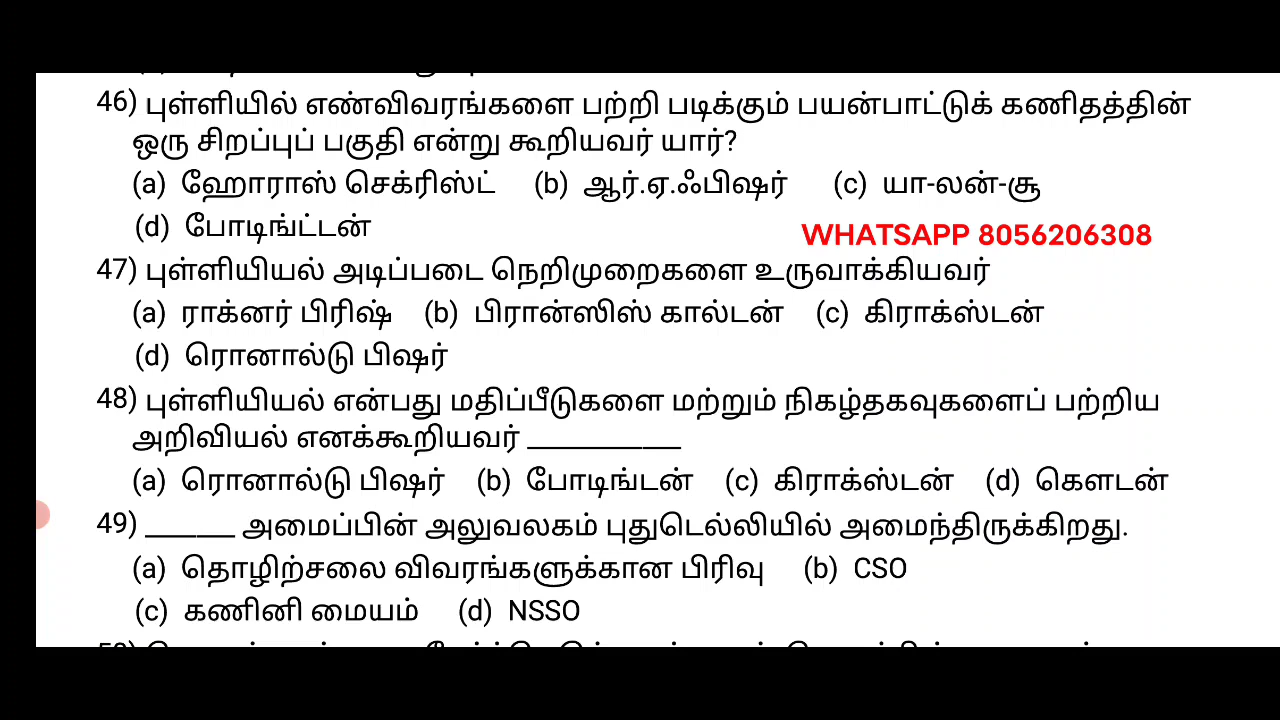 46) புள்ளியில் எண்விவரங்களை பற்றி படிக்கும் பயன்பாட்டுக் கணிதத்தின்
ஒரு சிறப்புப் பகுதி என்று கூறியவர் யார்?
(a) ஹோராஸ் செக்ரிஸ்ட் (b) ஆர்.ஏ.ஃபிஷர் (c) யா-லன்-சூ
(d) போடிங்ட்டன்
WHATSAPP 8056206308
47) புள்ளியியல் அடிப்படை நெறிமுறைகளை உருவாக்கியவர்
(a) ராக்னர் பிரிஷ் (b) பிரான்ஸிஸ் கால்டன் (c) கிராக்ஸ்டன்
(d) ரொனால்டு பிஷர்
48) புள்ளியியல் என்பது மதிப்பீடுகளை மற்றும் நிகழ்தகவுகளைப் பற்றிய
அறிவியல் எனக்கூறியவர் ____________
(a) ரொனால்டு பிஷர் (b) போடிங்டன் (c) கிராக்ஸ்டன் (d) கௌடன்
49) _______ அமைப்பின் அலுவலகம் புதுடெல்லியில் அமைந்திருக்கிறது.
(a) தொழிற்சலை விவரங்களுக்கான பிரிவு (b) CSO
(c) கணினி மையம் (d) NSSO